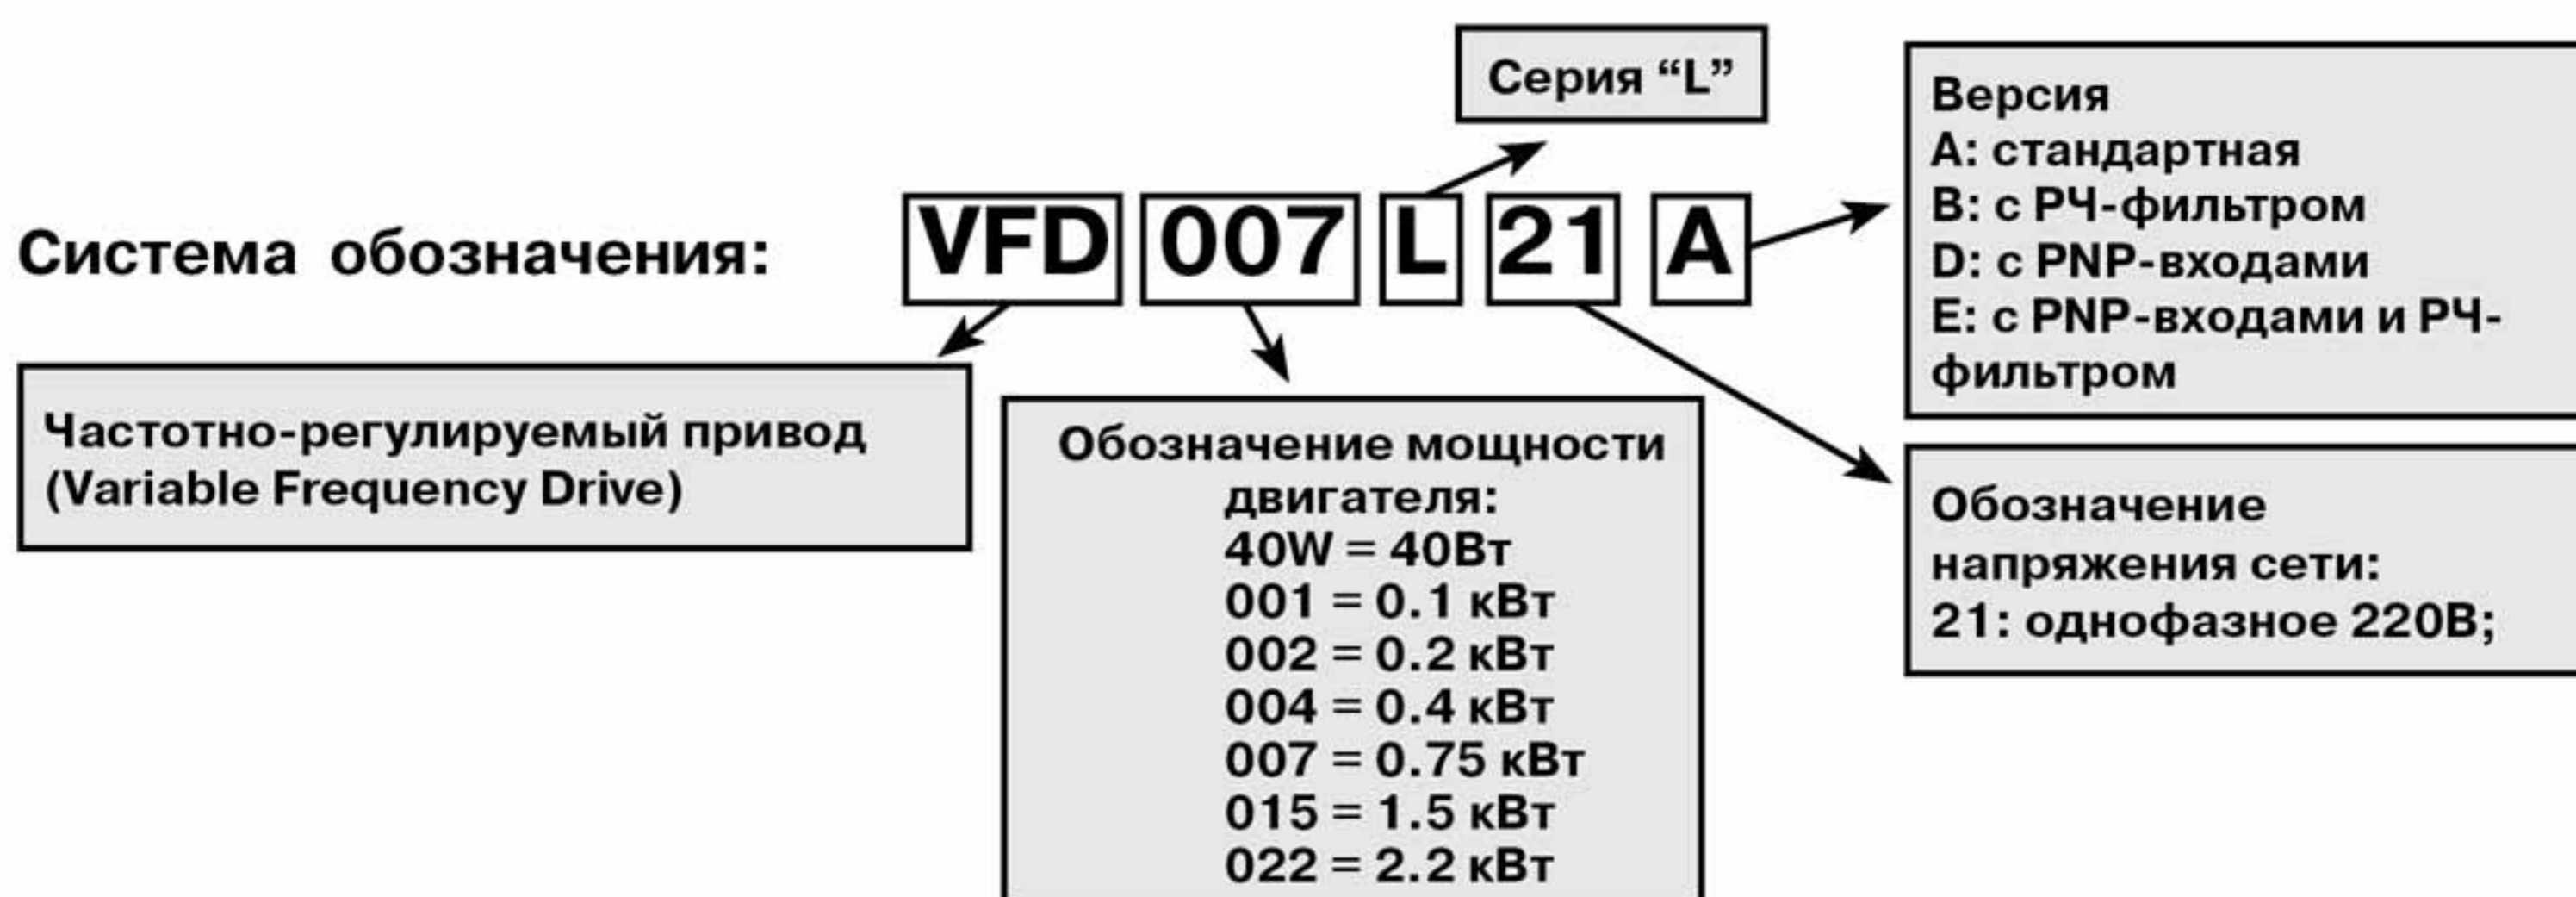 Серия “L”
Версия
A: стандартная
B: с РЧ-фильтром
D: с PNP-входами
E: с PNP-входами и РЧ-
фильтром
Система обозначения:
VFD 007 L 21 A
Частотно-регулируемый привод
(Variable Frequency Drive)
Обозначение мощности
двигателя:
40W = 40Вт
001 = 0.1 кВт
002 = 0.2 кВт
004 = 0.4 кВт
007 = 0.75 кВт
015 = 1.5 кВт
022 = 2.2 кВт
Обозначение
напряжения сети:
21: однофазное 220В;